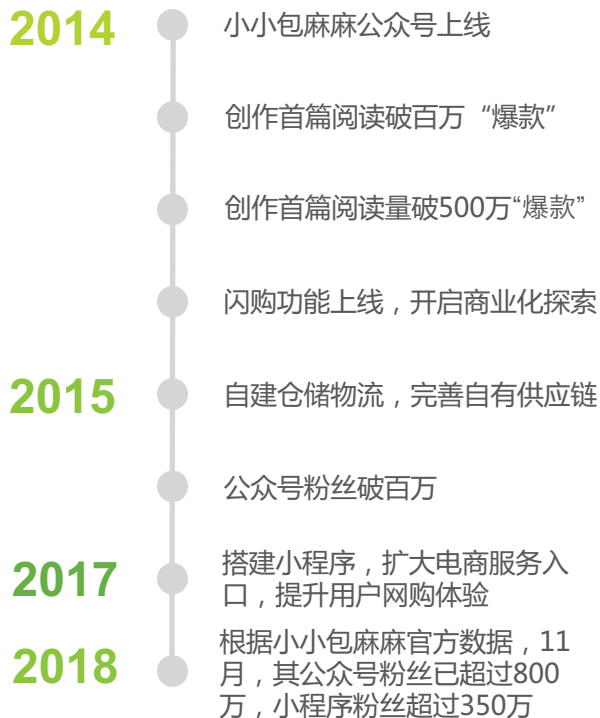 2014
小小包麻麻公众号上线
创作首篇阅读破百万“爆款”
创作首篇阅读量破500万“爆款”
闪购功能上线，开启商业化探索
2015
自建仓储物流，完善自有供应链
公众号粉丝破百万
2017
搭建小程序，扩大电商服务入
口，提升用户网购体验
2018
根据小小包麻麻官方数据，11
月，其公众号粉丝已超过800
万，小程序粉丝超过350万